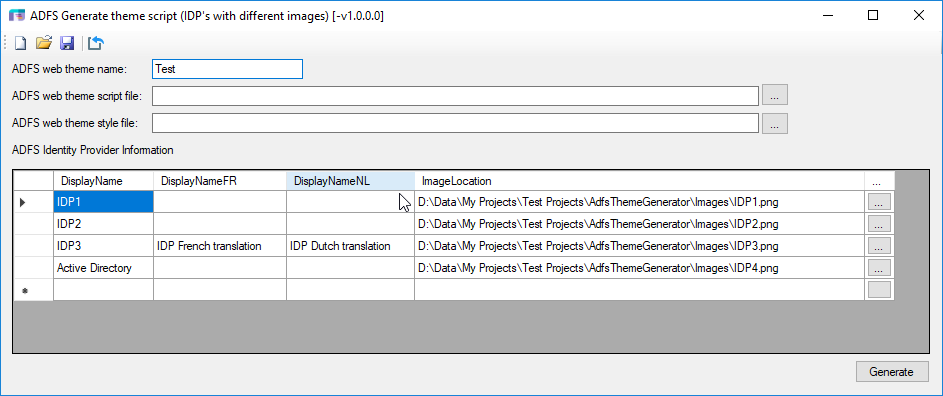 ADFS Generate theme script (IDP's with different images) [-v1.0.0.0]
ADFS web theme name: Test
ADFS web theme script file: ...
ADFS web theme style file: ...
ADFS Identity Provider Information
DisplayName DisplayNameFR DisplayNameNL ImageLocation ...
IDP1 D:\Data\My Projects\Test Projects\AdfsThemeGenerator\Images\IDP1.png ...
IDP2 D:\Data\My Projects\Test Projects\AdfsThemeGenerator\Images\IDP2.png ...
IDP3 IDP French translation IDP Dutch translation D:\Data\My Projects\Test Projects\AdfsThemeGenerator\Images\IDP3.png ...
Active Directory D:\Data\My Projects\Test Projects\AdfsThemeGenerator\Images\IDP4.png ...
Generate